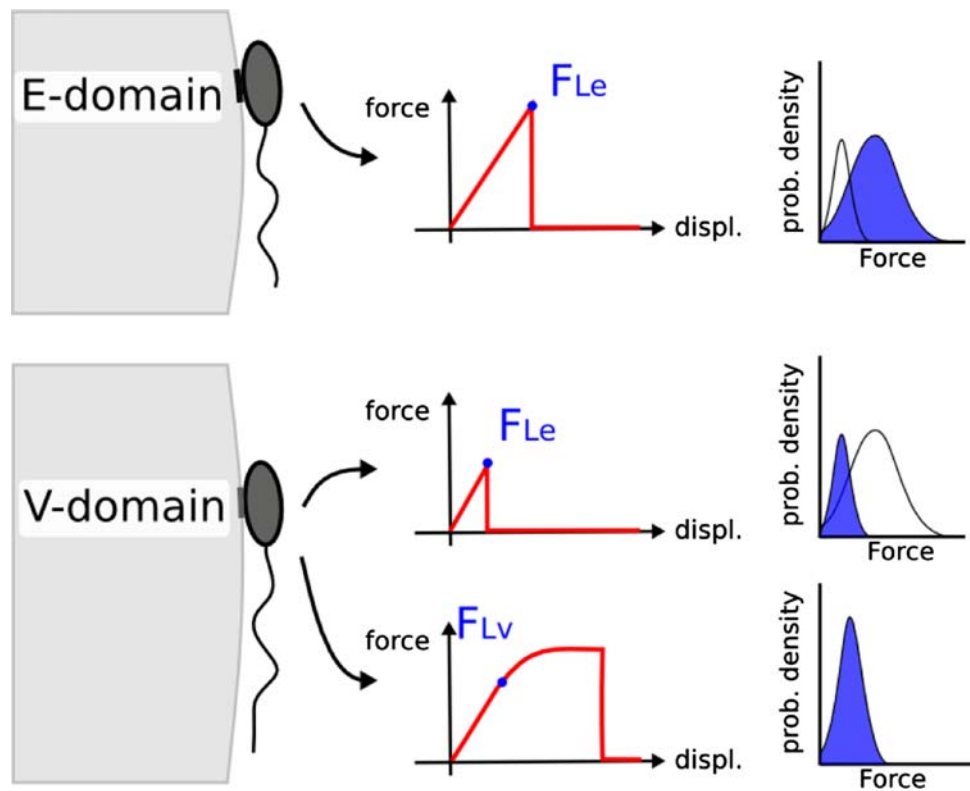 E-domain
force
FLe
displ.
prob. density
Force
V-domain
force
FLe
displ.
prob. density
Force
force
FLv
displ.
prob. density
Force